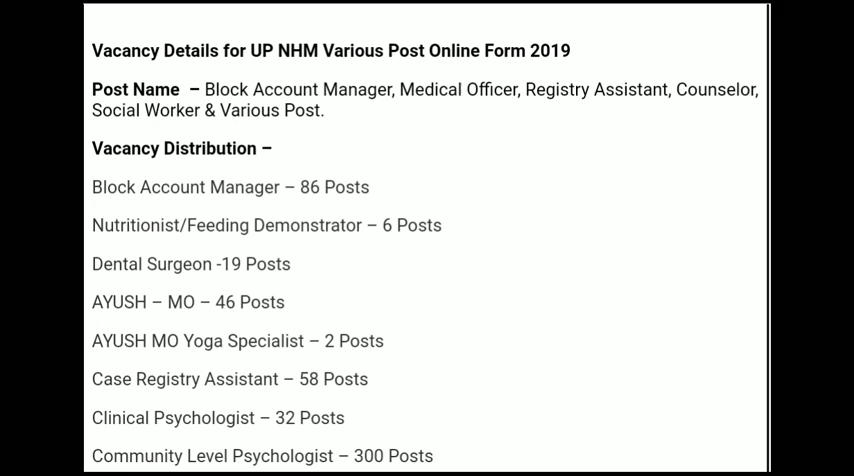 Vacancy Details for UP NHM Various Post Online Form 2019
Post Name – Block Account Manager, Medical Officer, Registry Assistant, Counselor,
Social Worker & Various Post.
Vacancy Distribution –
Block Account Manager – 86 Posts
Nutritionist/Feeding Demonstrator – 6 Posts
Dental Surgeon -19 Posts
AYUSH – MO – 46 Posts
AYUSH MO Yoga Specialist – 2 Posts
Case Registry Assistant – 58 Posts
Clinical Psychologist – 32 Posts
Community Level Psychologist – 300 Posts